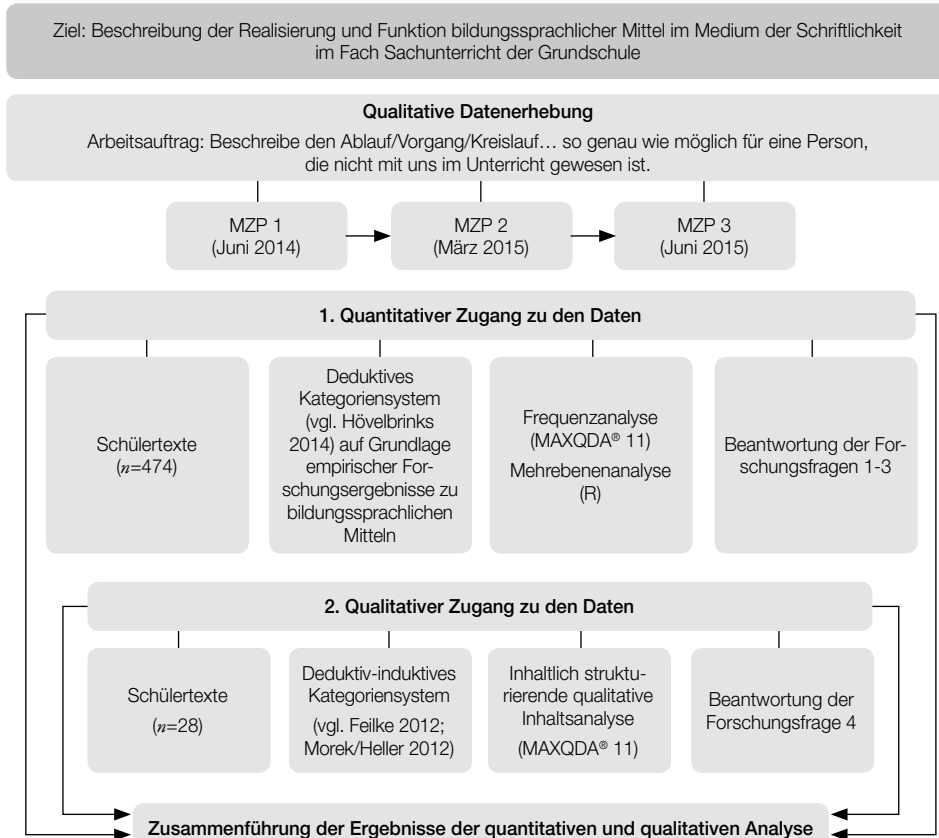 Ziel: Beschreibung der Realisierung und Funktion bildungssprachlicher Mittel im Medium der Schriftlichkeit
im Fach Sachunterricht der Grundschule
Qualitative Datenerhebung
Arbeitsauftrag: Beschreibe den Ablauf/Vorgang/Kreislauf… so genau wie möglich für eine Person,
die nicht mit uns im Unterricht gewesen ist.
MZP 1
(Juni 2014)
MZP 2
(März 2015)
MZP 3
(Juni 2015)
1. Quantitativer Zugang zu den Daten
Schülertexte
(n=474)
Deduktives
Kategoriensystem
(vgl. Hövelbrinks
2014) auf Grundlage
empirischer For-
schungsergebnisse zu
bildungssprachlichen
Mitteln
Frequenzanalyse
(MAXQDA® 11)
Mehrebenenanalyse
(R)
Beantwortung der For-
schungsfragen 1-3
2. Qualitativer Zugang zu den Daten
Schülertexte
(n=28)
Deduktiv-induktives
Kategoriensystem
(vgl. Feilke 2012;
Morek/Heller 2012)
Inhaltlich struktu-
rierende qualitative
Inhaltsanalyse
(MAXQDA® 11)
Beantwortung der
Forschungsfrage 4
Zusammenführung der Ergebnisse der quantitativen und qualitativen Analyse